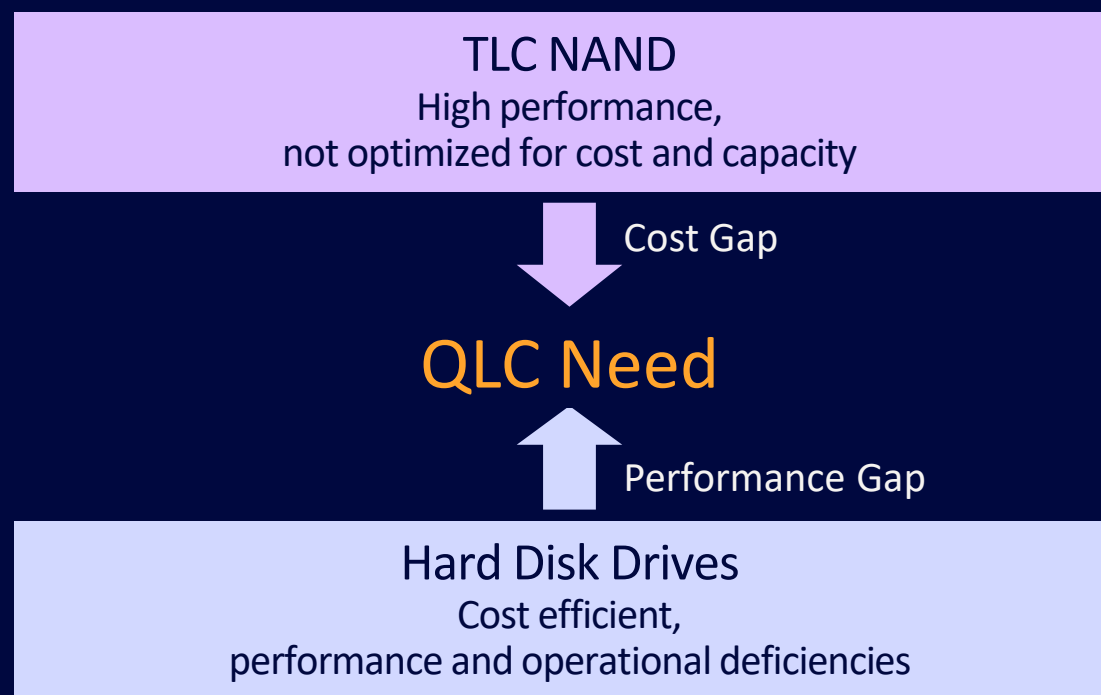 TLC NAND
High performance,
not optimized for cost and capacity
Cost Gap
QLC Need
Performance Gap
Hard Disk Drives
Cost efficient,
performance and operational deficiencies